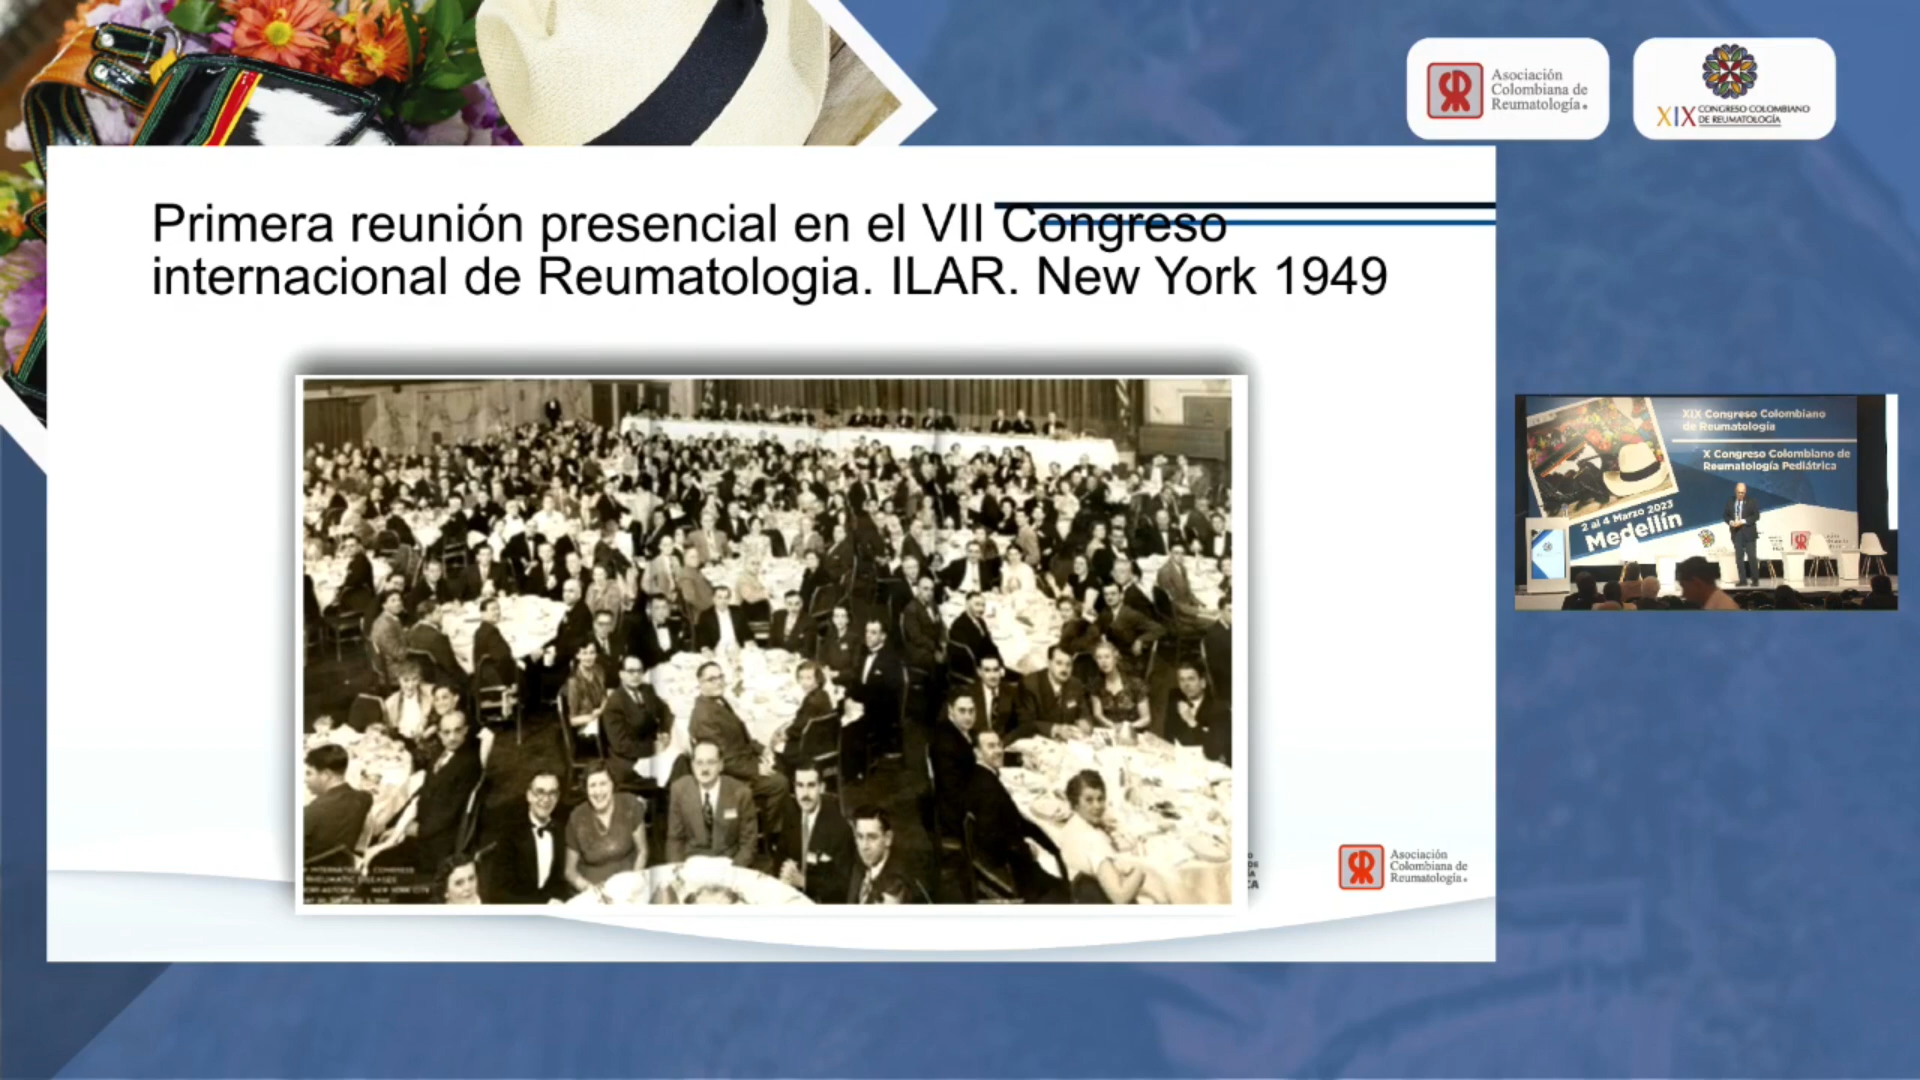 Asociación
Colombiana de
Reumatología.
XIX CONGRESO COLOMBIANO
DE REUMATOLOGÍA
Primera reunión presencial en el VII Congreso
internacional de Reumatologia. ILAR. New York 1949
XIX Congreso Colombiano
de Reumatología
X Congreso Colombiano de
Reumatología Pediátrica
2 al 4 Marzo 2023
Medellín
Asociación
Colombiana de
Reumatología.